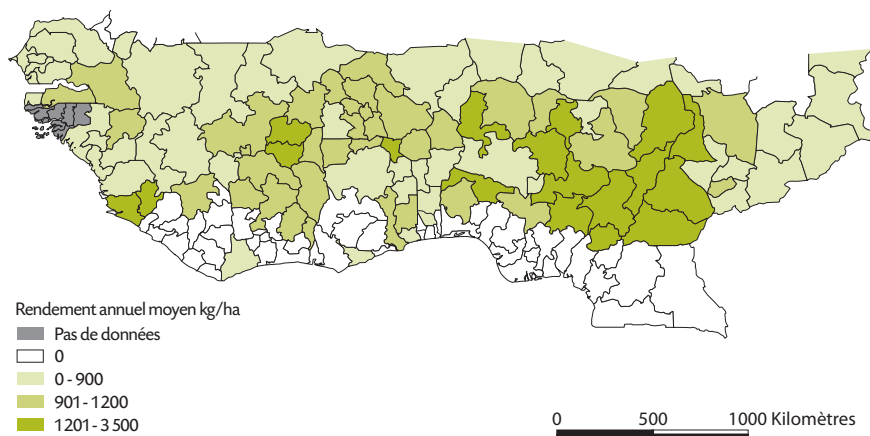 Rendement annuel moyen kg/ha
Pas de données
0
0 - 900
901 - 1200
1201 - 3 500
0 500 1000 Kilomètres